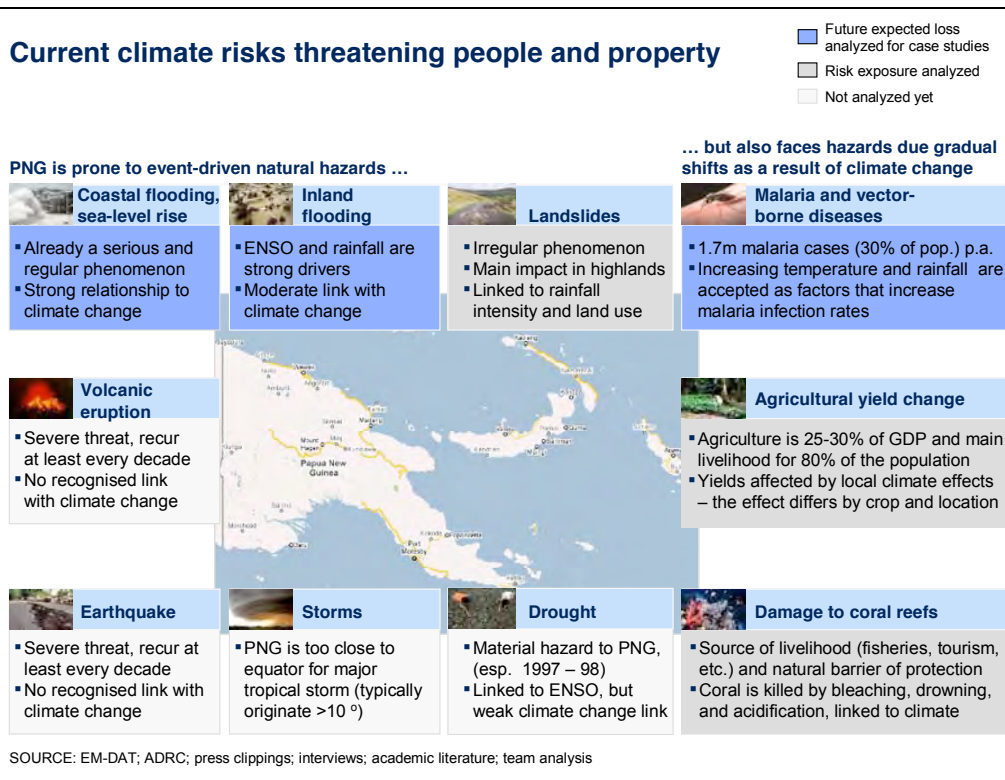 Current climate risks threatening people and property
Future expected loss
analyzed for case studies
Risk exposure analyzed
Not analyzed yet
PNG is prone to event-driven natural hazards …
… but also faces hazards due gradual
shifts as a result of climate change
Coastal flooding,
sea-level rise
▪ Already a serious and
regular phenomenon
▪ Strong relationship to
climate change
Inland
flooding
▪ ENSO and rainfall are
strong drivers
▪ Moderate link with
climate change
Landslides
▪ Irregular phenomenon
▪ Main impact in highlands
▪ Linked to rainfall
intensity and land use
Malaria and vector-
borne diseases
▪ 1.7m malaria cases (30% of pop.) p.a.
▪ Increasing temperature and rainfall are
accepted as factors that increase
malaria infection rates
Volcanic
eruption
▪ Severe threat, recur
at least every decade
▪ No recognised link
with climate change
Mount
Hagen
Papua New
Guinea
Port
Moresby
Agricultural yield change
▪ Agriculture is 25-30% of GDP and main
livelihood for 80% of the population
▪ Yields affected by local climate effects
– the effect differs by crop and location
Earthquake
▪ Severe threat, recur at
least every decade
▪ No recognised link with
climate change
Storms
▪ PNG is too close to
equator for major
tropical storm (typically
originate >10 º)
Drought
▪ Material hazard to PNG,
(esp. 1997 – 98)
▪ Linked to ENSO, but
weak climate change link
Damage to coral reefs
▪ Source of livelihood (fisheries, tourism,
etc.) and natural barrier of protection
▪ Coral is killed by bleaching, drowning,
and acidification, linked to climate
SOURCE: EM-DAT; ADRC; press clippings; interviews; academic literature; team analysis